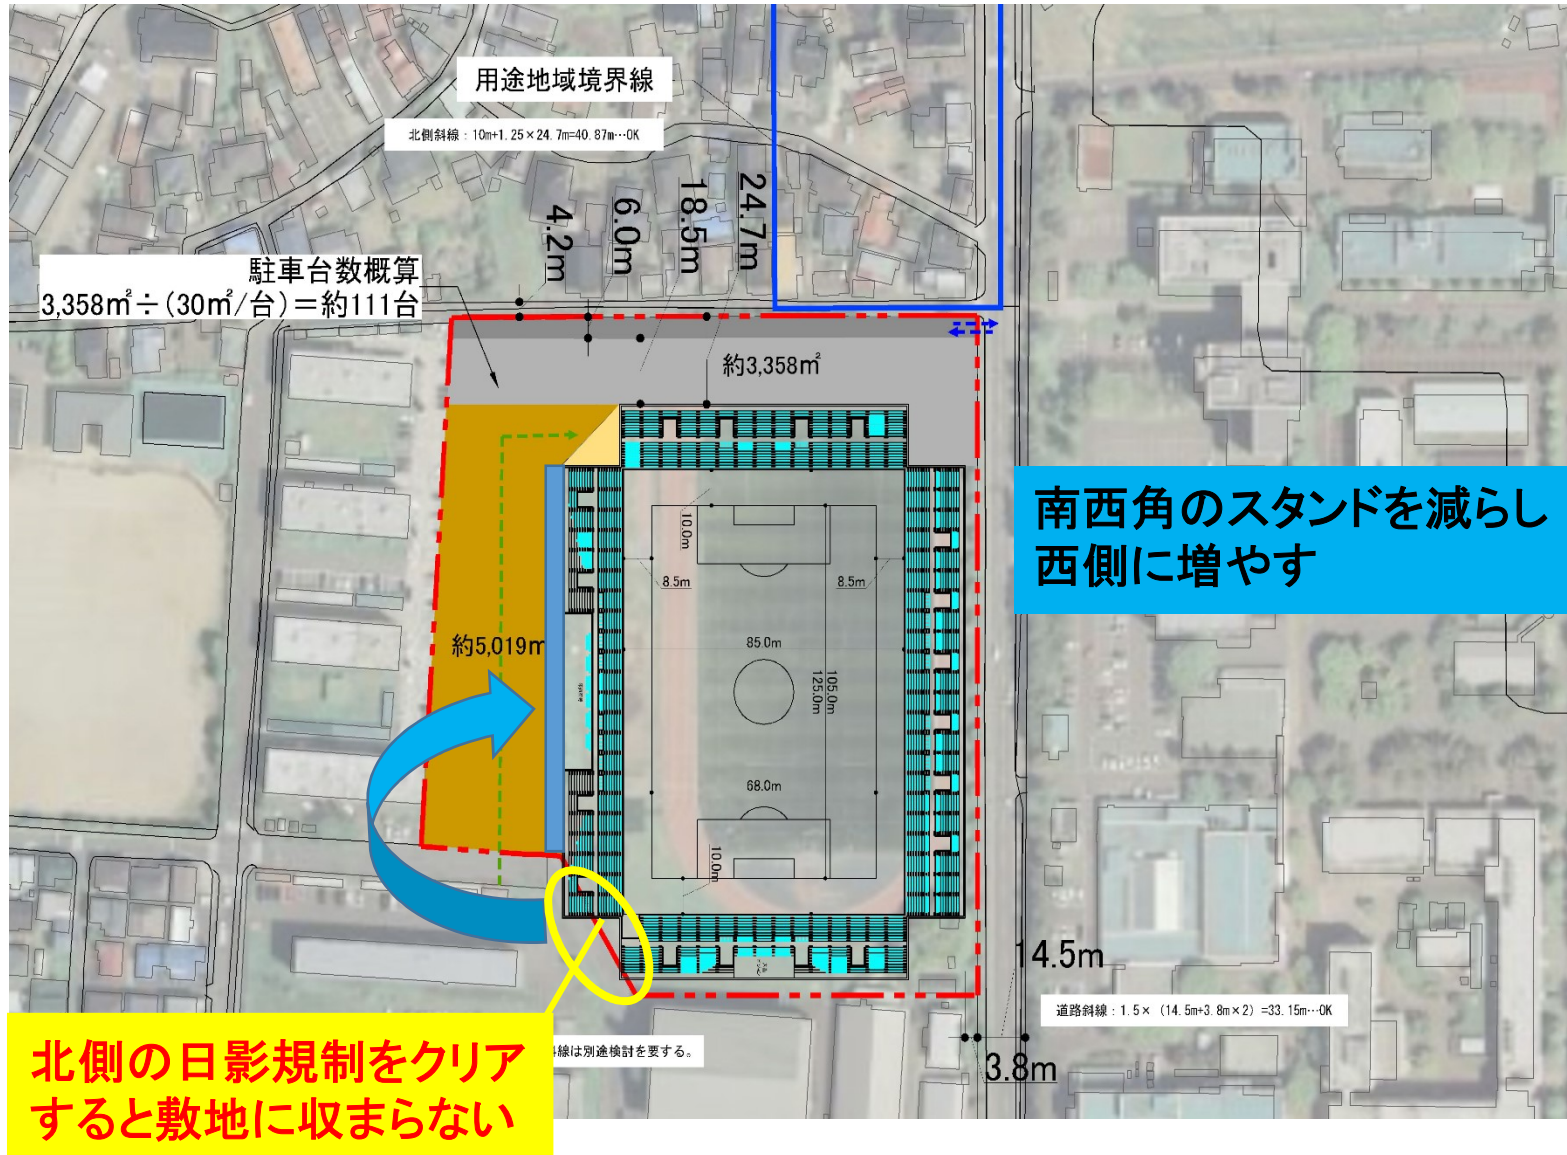 用途地域境界線
北側斜線：10m+1.25×24.7m=40.87m…OK
4.2m
6.0m
18.5m
24.7m
駐車台数概算
3,358㎡÷(30㎡/台)＝約111台
約3,358㎡
10.0m
8.5m
8.5m
南西角のスタンドを減らし
西側に増やす
約5,019㎡
85.0m
105.0m
125.0m
68.0m
10.0m
14.5m
道路斜線：1.5×（14.5m+3.8m×2）=33.15m…OK
3.8m
斜線は別途検討を要する。
北側の日影規制をクリア
すると敷地に収まらない